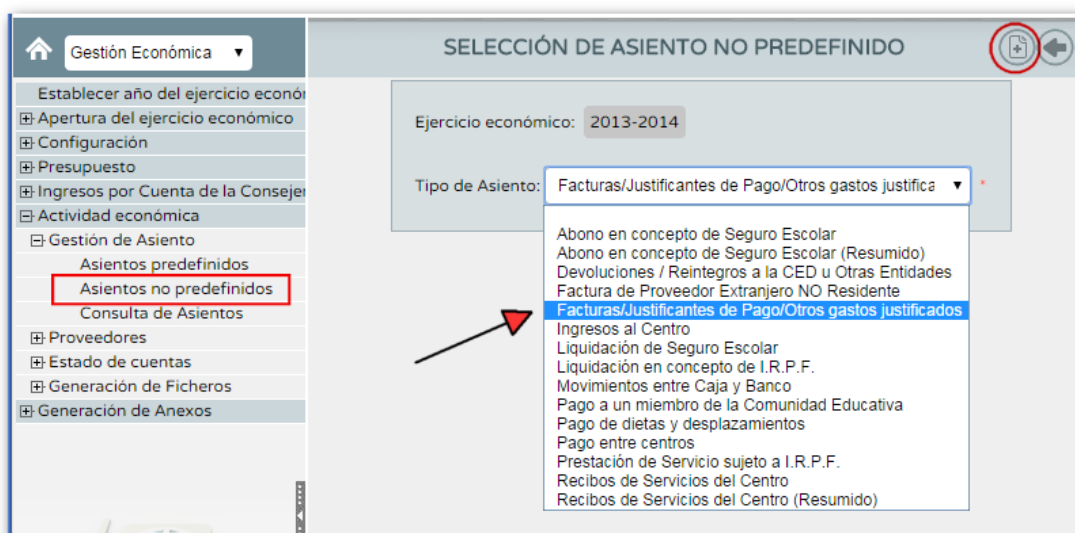 Gestión Económica
SELECCIÓN DE ASIENTO NO PREDEFINIDO
Establecer año del ejercicio econó
Apertura del ejercicio económico
Configuración
Presupuesto
Ingresos por Cuenta de la Consejer
Actividad económica
Gestión de Asiento
Asientos predefinidos
Asientos no predefinidos
Consulta de Asientos
Proveedores
Estado de cuentas
Generación de Ficheros
Generación de Anexos
Ejercicio económico: 2013-2014
Tipo de Asiento: Facturas/Justificantes de Pago/Otros gastos justifica *
Abono en concepto de Seguro Escolar
Abono en concepto de Seguro Escolar (Resumido)
Devoluciones / Reintegros a la CED u Otras Entidades
Factura de Proveedor Extranjero NO Residente
Facturas/Justificantes de Pago/Otros gastos justificados
Ingresos al Centro
Liquidación de Seguro Escolar
Liquidación en concepto de I.R.P.F.
Movimientos entre Caja y Banco
Pago a un miembro de la Comunidad Educativa
Pago de dietas y desplazamientos
Pago entre centros
Prestación de Servicio sujeto a I.R.P.F.
Recibos de Servicios del Centro
Recibos de Servicios del Centro (Resumido)